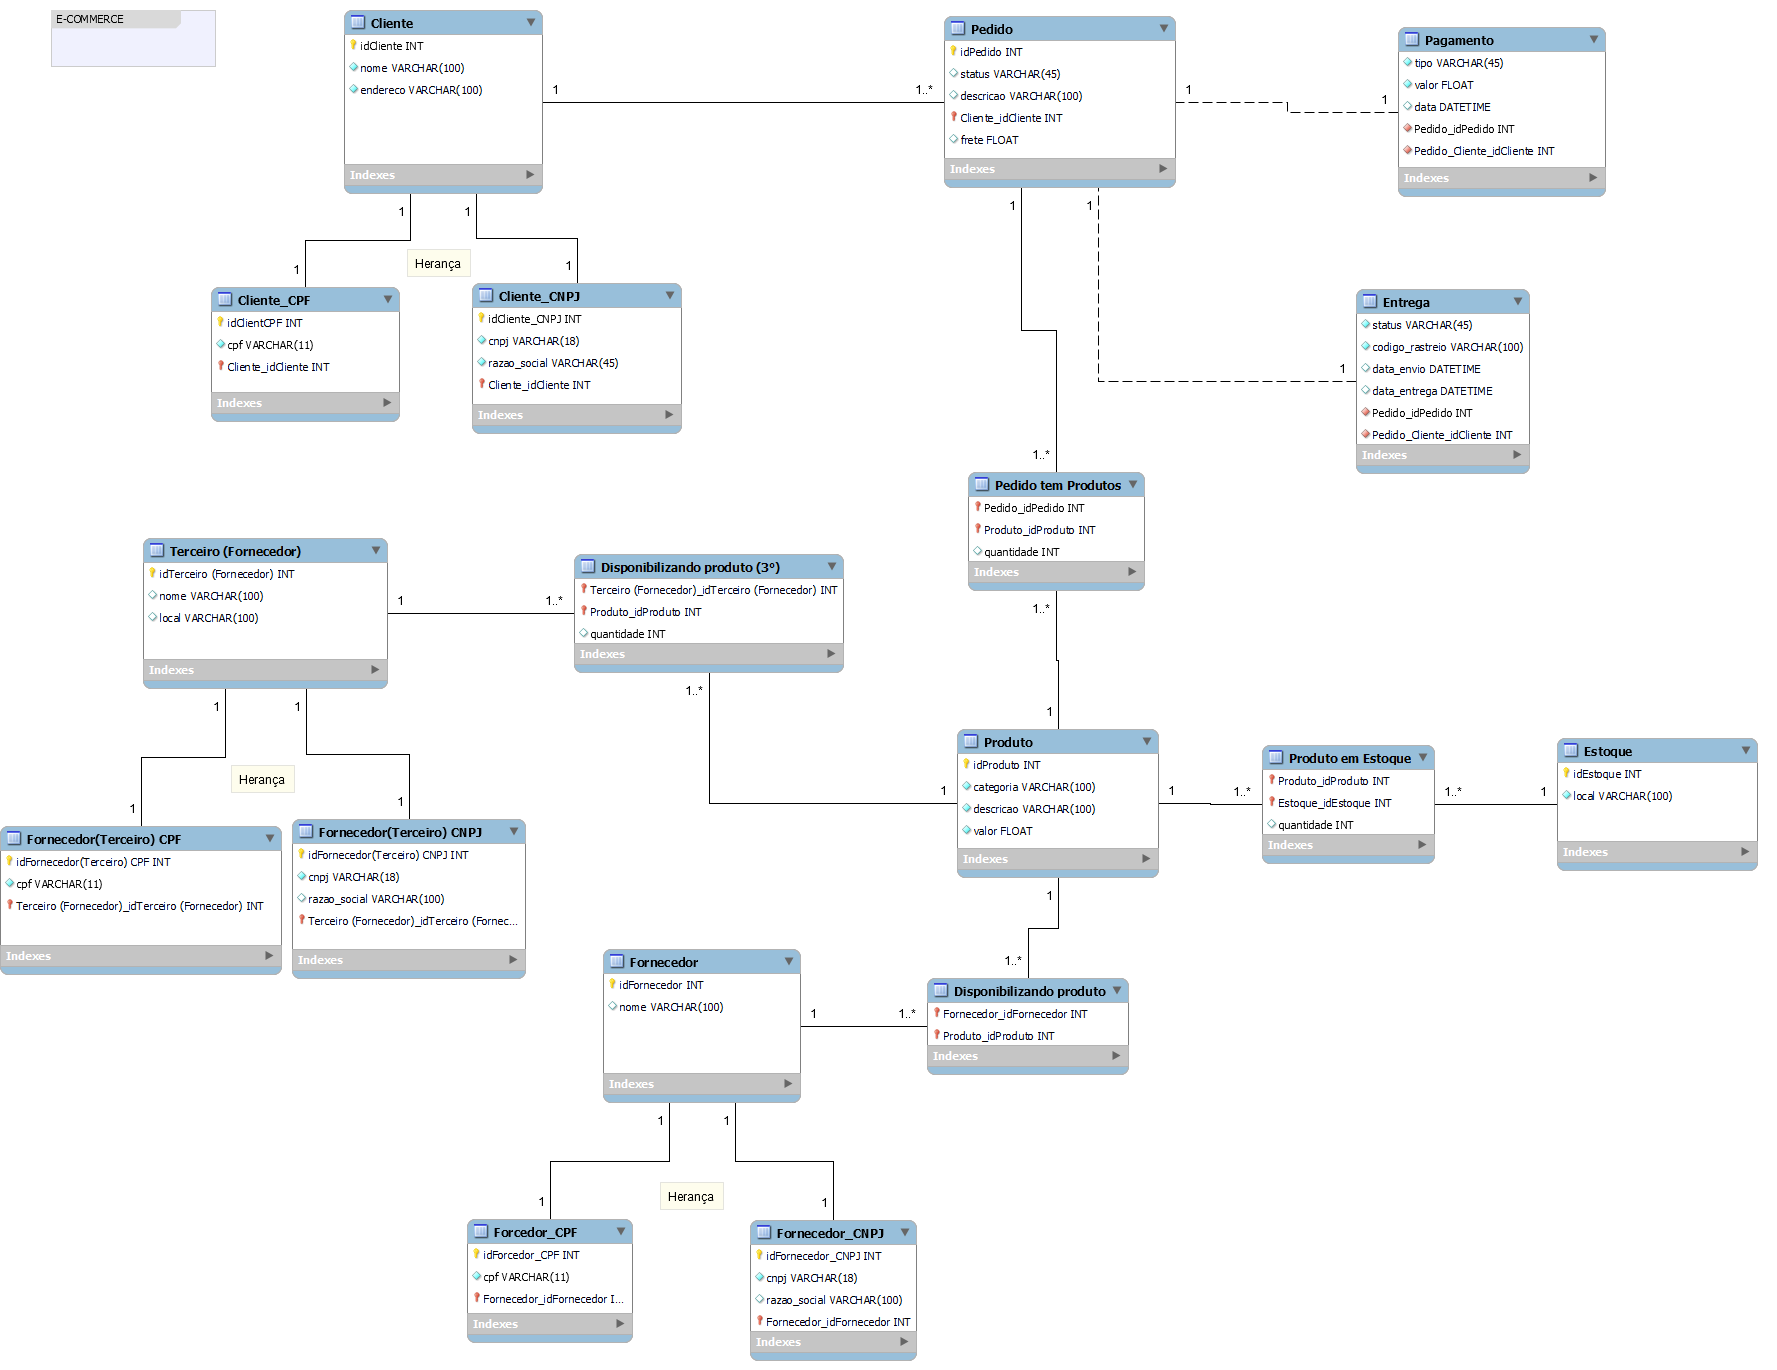 E-COMMERCE
Cliente
idCliente INT
nome VARCHAR(100)
endereco VARCHAR(100)
Indexes
1
1..*
Pedido
idPedido INT
status VARCHAR(45)
descricao VARCHAR(100)
Cliente_idCliente INT
frete FLOAT
Indexes
1
1
Pagamento
tipo VARCHAR(45)
valor FLOAT
data DATETIME
Pedido_idPedido INT
Pedido_Cliente_idCliente INT
Indexes
1
1
Herança
1
1
Cliente_CPF
idClientCPF INT
cpf VARCHAR(11)
Cliente_idCliente INT
Indexes
Cliente_CNPJ
idCliente_CNPJ INT
cnpj VARCHAR(18)
razao_social VARCHAR(45)
Cliente_idCliente INT
Indexes
1
1
1
Entrega
status VARCHAR(45)
codigo_rastreio VARCHAR(100)
data_envio DATETIME
data_entrega DATETIME
Pedido_idPedido INT
Pedido_Cliente_idCliente INT
Indexes
1..*
Pedido tem Produtos
Pedido_idPedido INT
Produto_idProduto INT
quantidade INT
Indexes
1..*
1
Terceiro (Fornecedor)
idTerceiro (Fornecedor) INT
nome VARCHAR(100)
local VARCHAR(100)
Indexes
1
1..*
Disponibilizando produto (3º)
Terceiro (Fornecedor)_idTerceiro (Fornecedor) INT
Produto_idProduto INT
quantidade INT
Indexes
1..*
1
1
1
Herança
1
1
Fornecedor(Terceiro) CPF
idFornecedor(Terceiro) CPF INT
cpf VARCHAR(11)
Terceiro (Fornecedor)_idTerceiro (Fornecedor) INT
Indexes
Fornecedor(Terceiro) CNPJ
idFornecedor(Terceiro) CNPJ INT
cnpj VARCHAR(18)
razao_social VARCHAR(100)
Terceiro (Fornecedor)_idTerceiro (Fornec...
Indexes
Produto
idProduto INT
categoria VARCHAR(100)
descricao VARCHAR(100)
valor FLOAT
Indexes
1
1..*
Produto em Estoque
Produto_idProduto INT
Estoque_idEstoque INT
quantidade INT
Indexes
1..*
1
Estoque
idEstoque INT
local VARCHAR(100)
Indexes
1
1..*
Fornecedor
idFornecedor INT
nome VARCHAR(100)
Indexes
1
1..*
Disponibilizando produto
Fornecedor_idFornecedor INT
Produto_idProduto INT
Indexes
1
1
Herança
1
1
Forcedor_CPF
idForcedor_CPF INT
cpf VARCHAR(11)
Fornecedor_idFornecedor I...
Indexes
Fornecedor_CNPJ
idFornecedor_CNPJ INT
cnpj VARCHAR(18)
razao_social VARCHAR(100)
Fornecedor_idFornecedor INT
Indexes